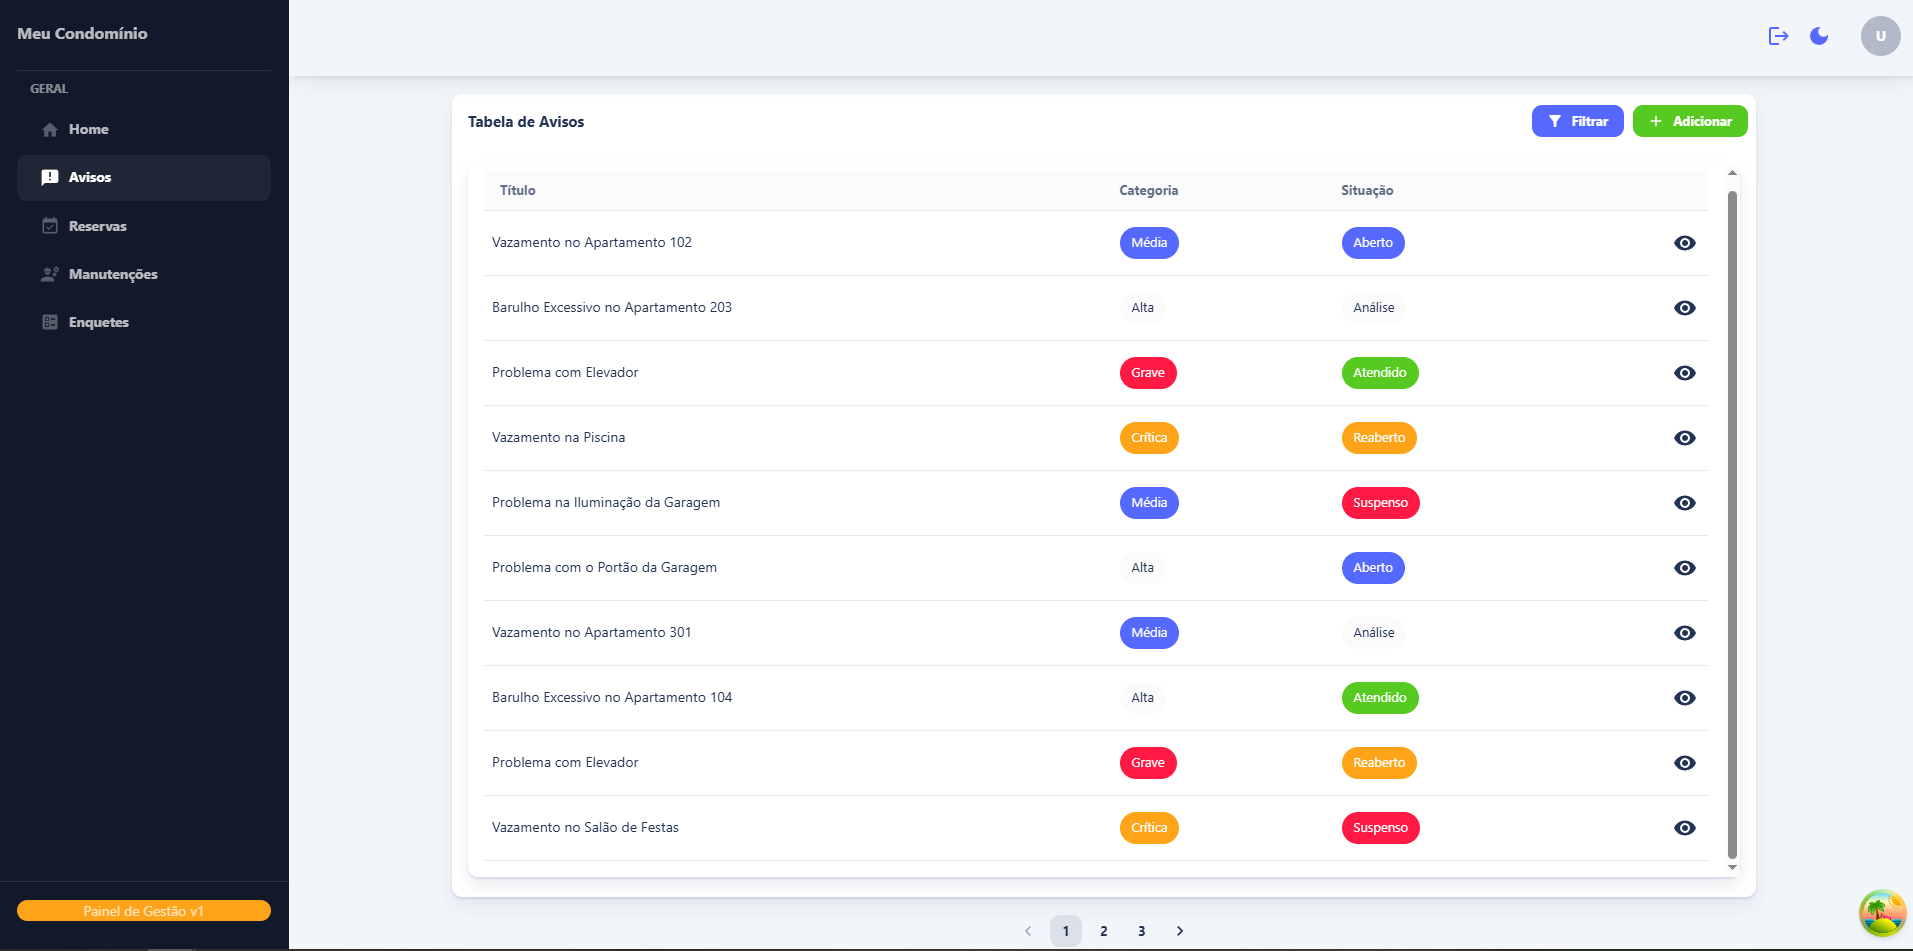 Meu Condomínio
GERAL
Home
Avisos
Reservas
Manutenções
Enquetes
Painel de Gestão v1
U
Tabela de Avisos
Filtrar
Adicionar
Título Categoria Situação
Vazamento no Apartamento 102 Média Aberto
Barulho Excessivo no Apartamento 203 Alta Análise
Problema com Elevador Grave Atendido
Vazamento na Piscina Crítica Reaberto
Problema na Iluminação da Garagem Média Suspenso
Problema com o Portão da Garagem Alta Aberto
Vazamento no Apartamento 301 Média Análise
Barulho Excessivo no Apartamento 104 Alta Atendido
Problema com Elevador Grave Reaberto
Vazamento no Salão de Festas Crítica Suspenso
1 2 3